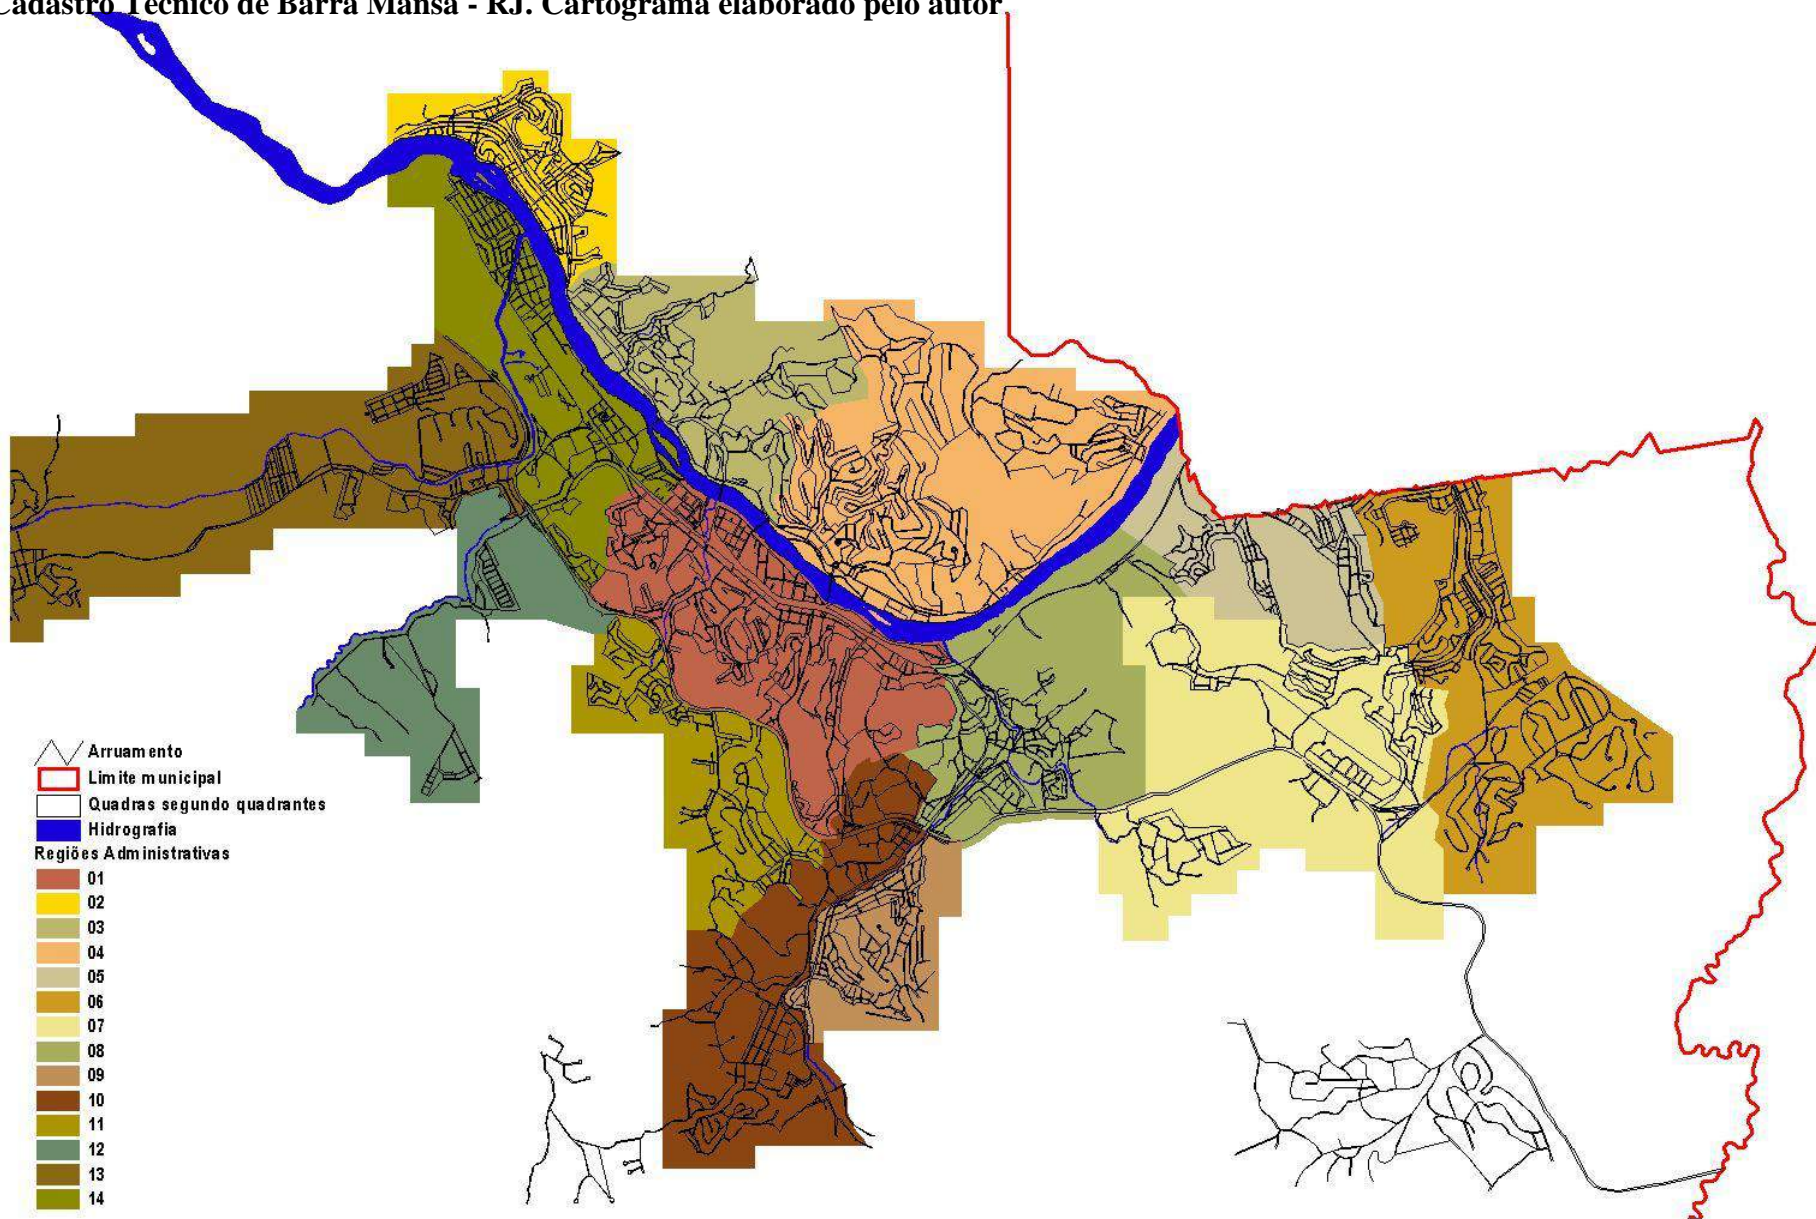 Cadastro Técnico de Barra Mansa - RJ. Cartograma elaborado pelo autor
Arruamento
Limite municipal
Quadras segundo quadrantes
Hidrografia
Regiões Administrativas
01
02
03
04
05
06
07
08
09
10
11
12
13
14